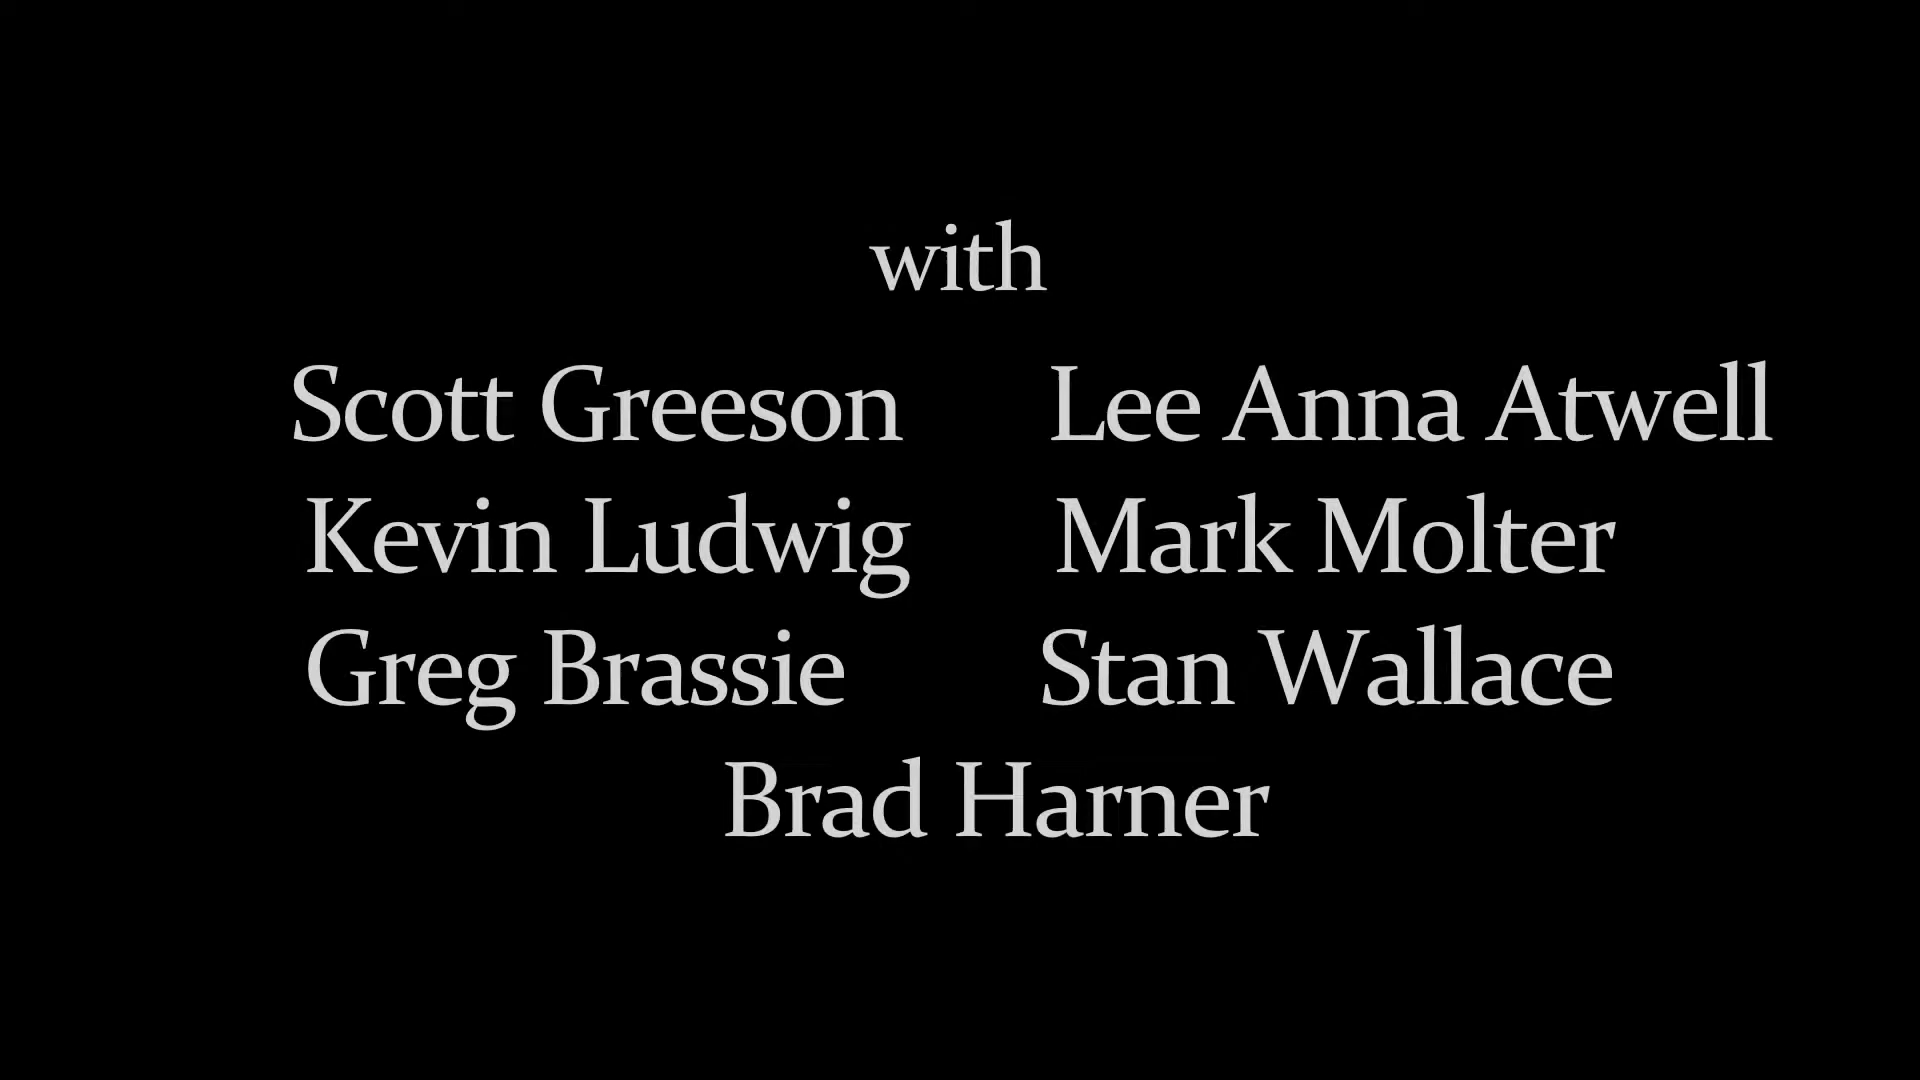 with
Scott Greeson Lee Anna Atwell
Kevin Ludwig Mark Molter
Greg Brassie Stan Wallace
Brad Harner